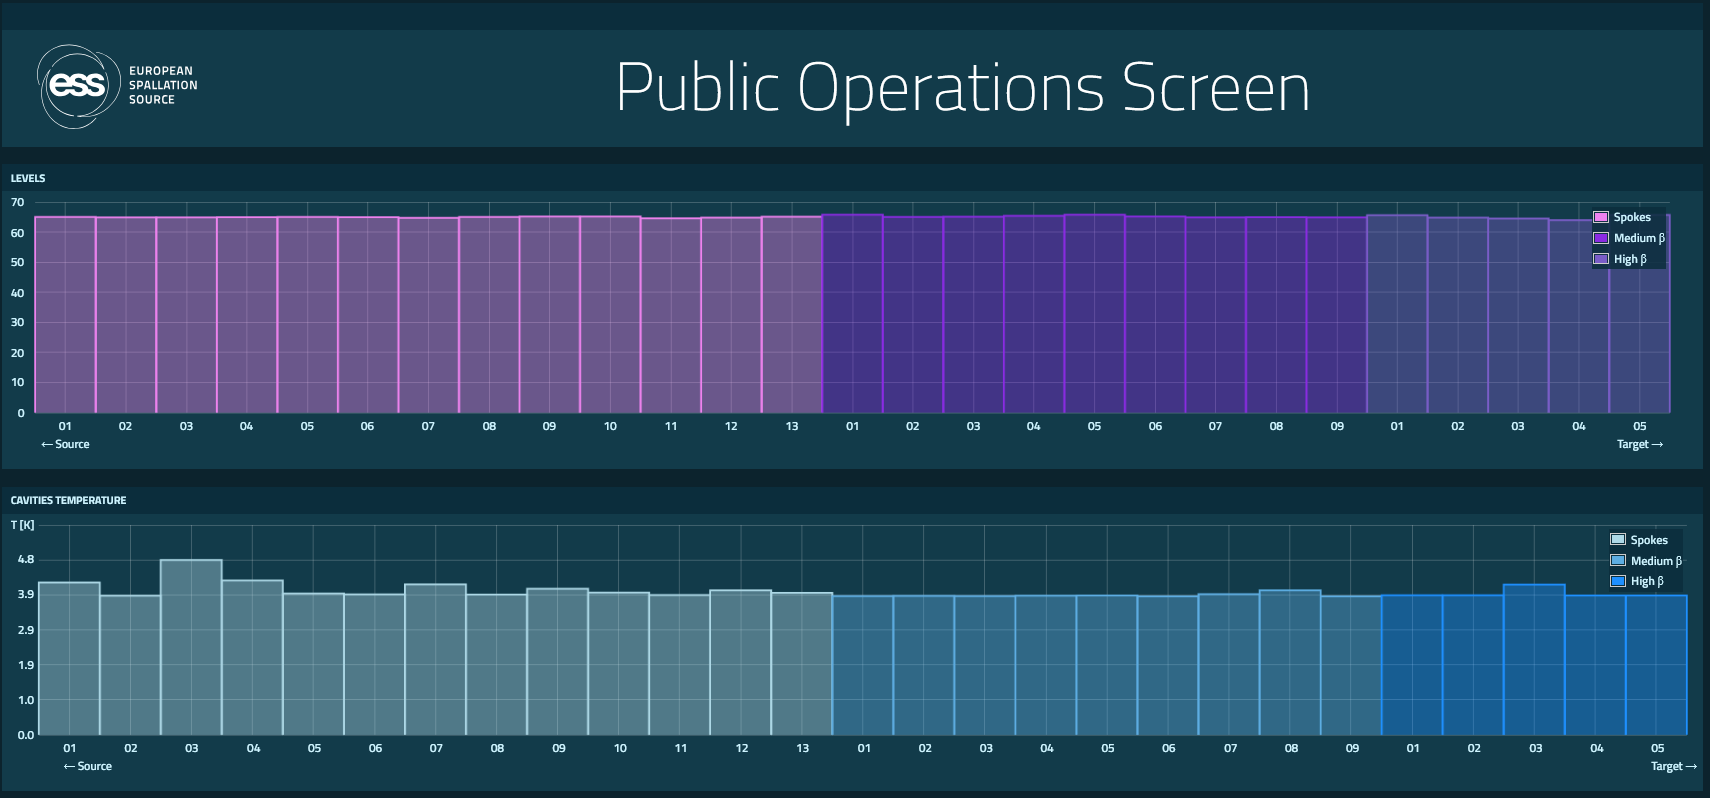 ess EUROPEAN
SPALLATION
SOURCE
Public Operations Screen
LEVELS
70
60
50
40
30
20
10
0
Spokes
Medium β
High β
01 02 03 04 05 06 07 08 09 10 11 12 13 01 02 03 04 05 06 07 08 09 01 02 03 04 05
← Source Target →
CAVITIES TEMPERATURE
T [K]
4.8
3.9
2.9
1.9
1.0
0.0
Spokes
Medium β
High β
01 02 03 04 05 06 07 08 09 10 11 12 13 01 02 03 04 05 06 07 08 09 01 02 03 04 05
← Source Target →